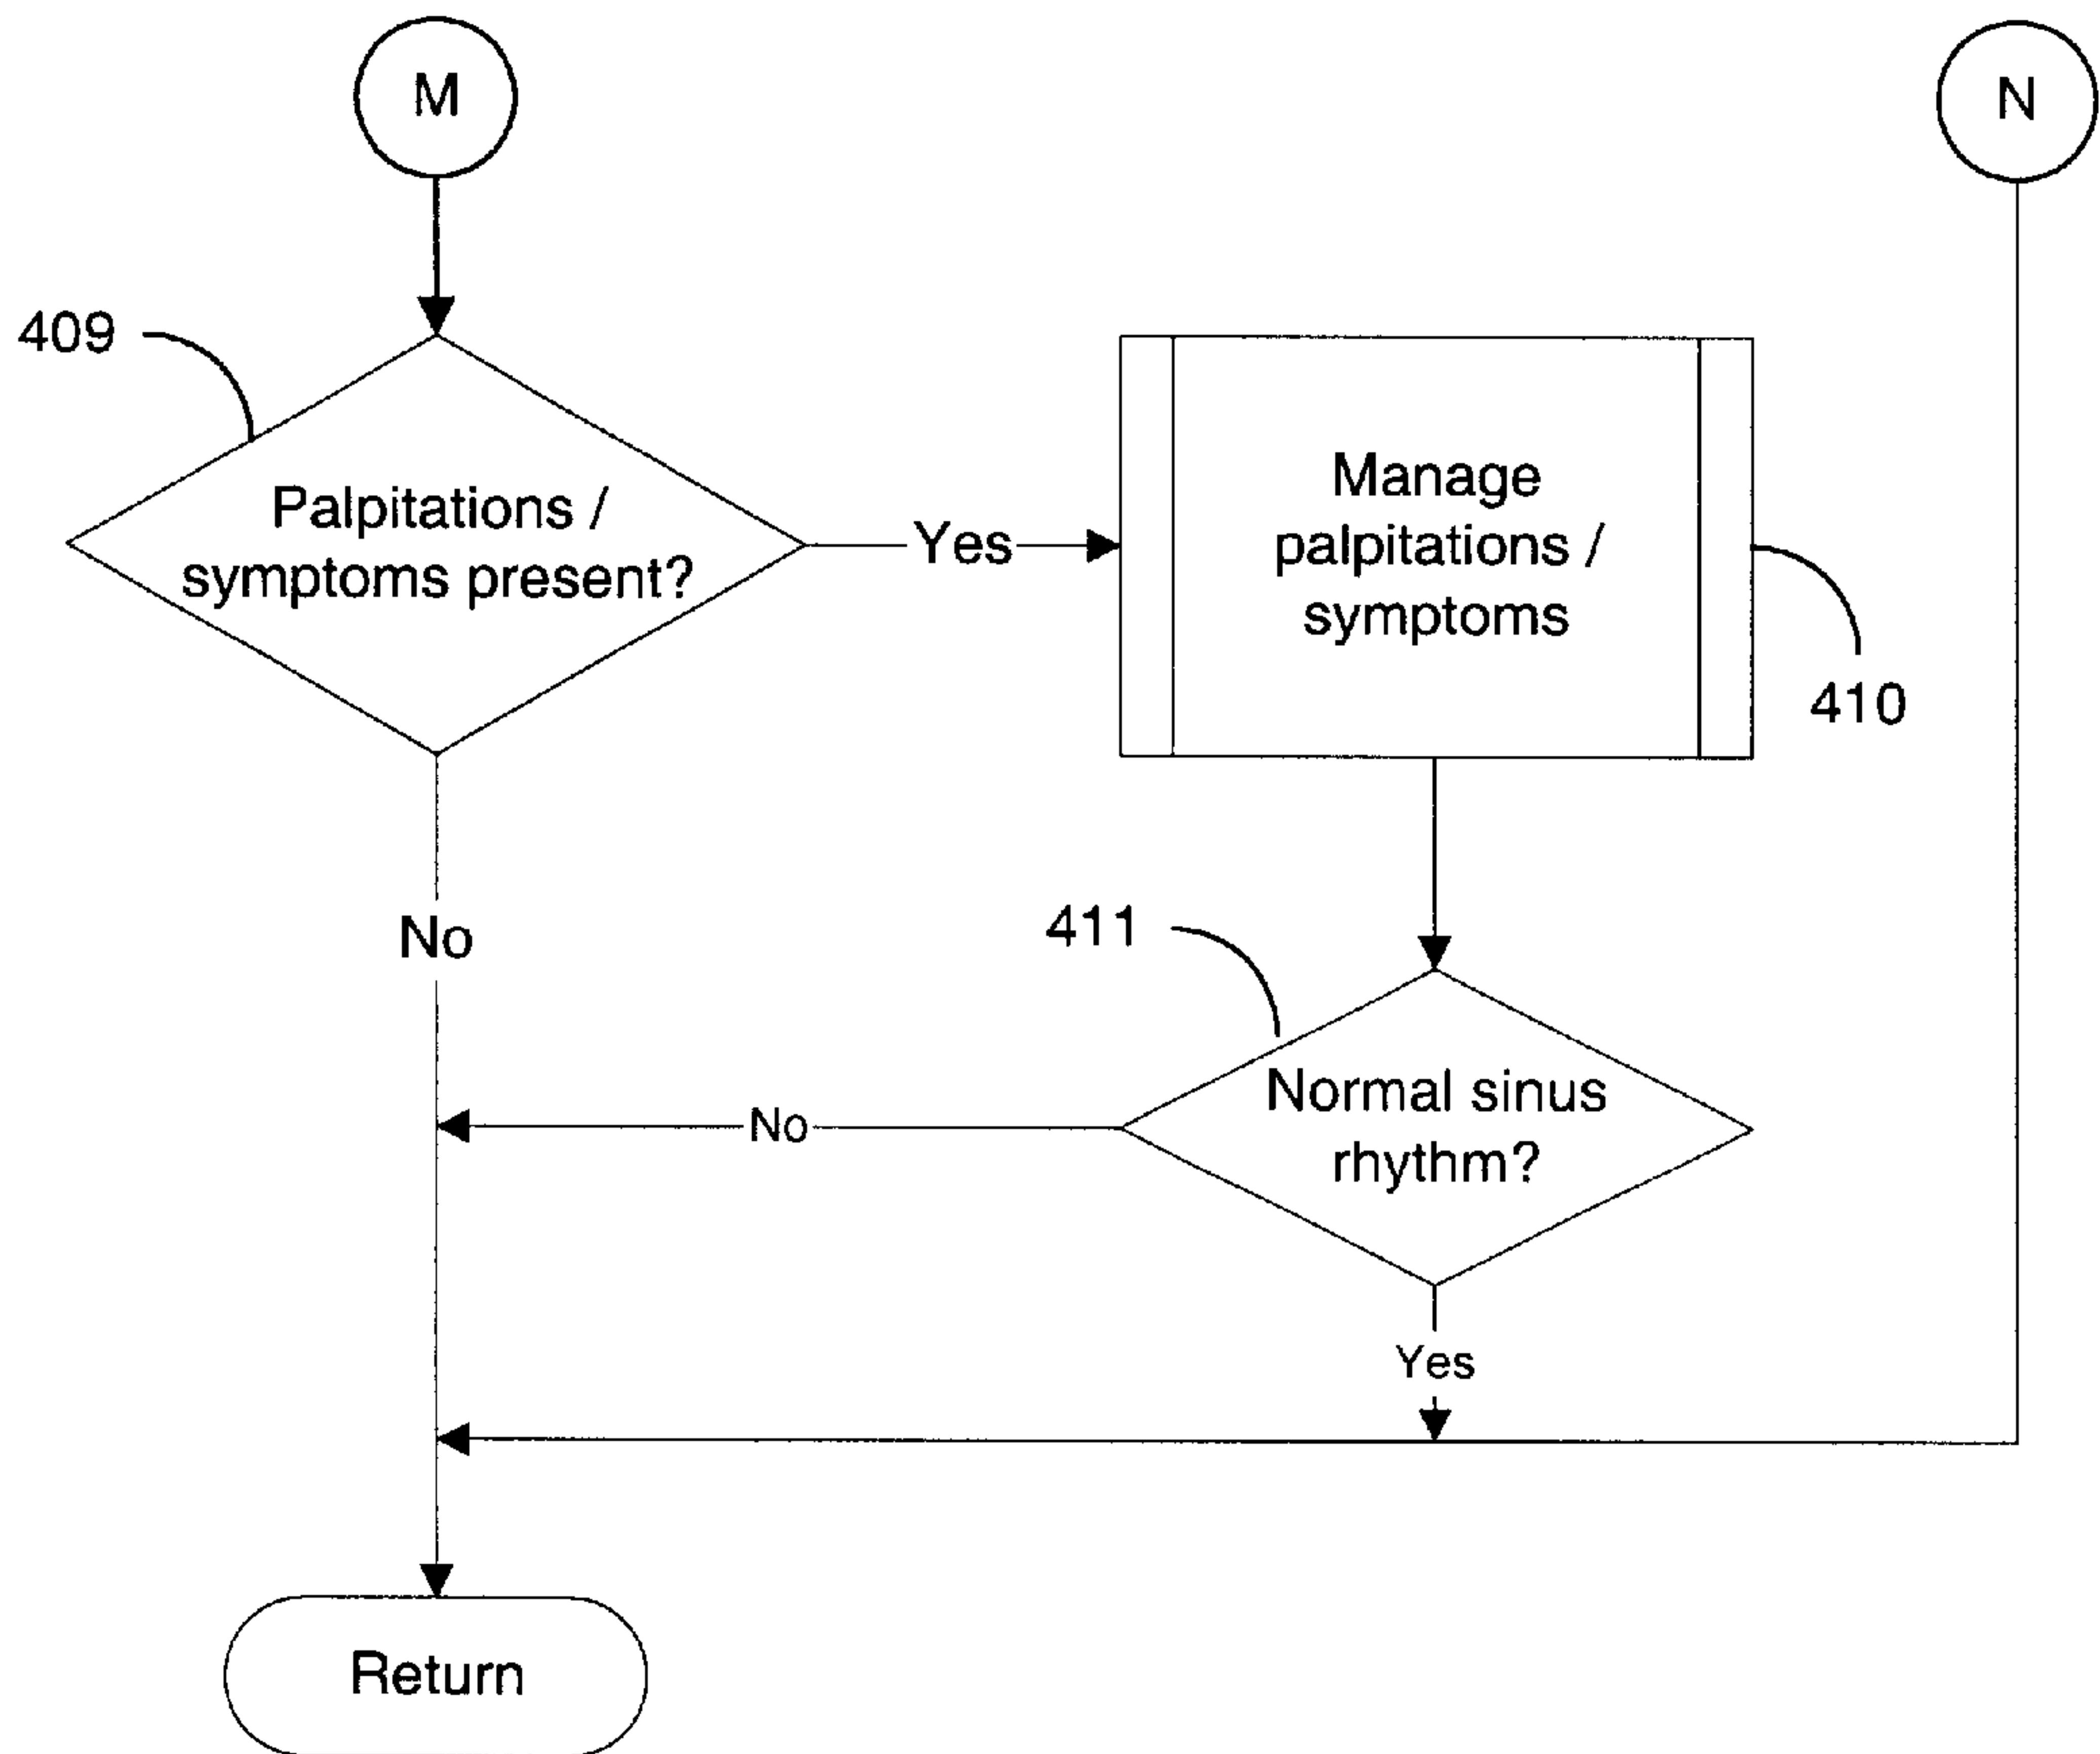 M
N
409
Palpitations /
symptoms present?
Yes
Manage
palpitations /
symptoms
410
No
411
Normal sinus
rhythm?
No
Yes
Return